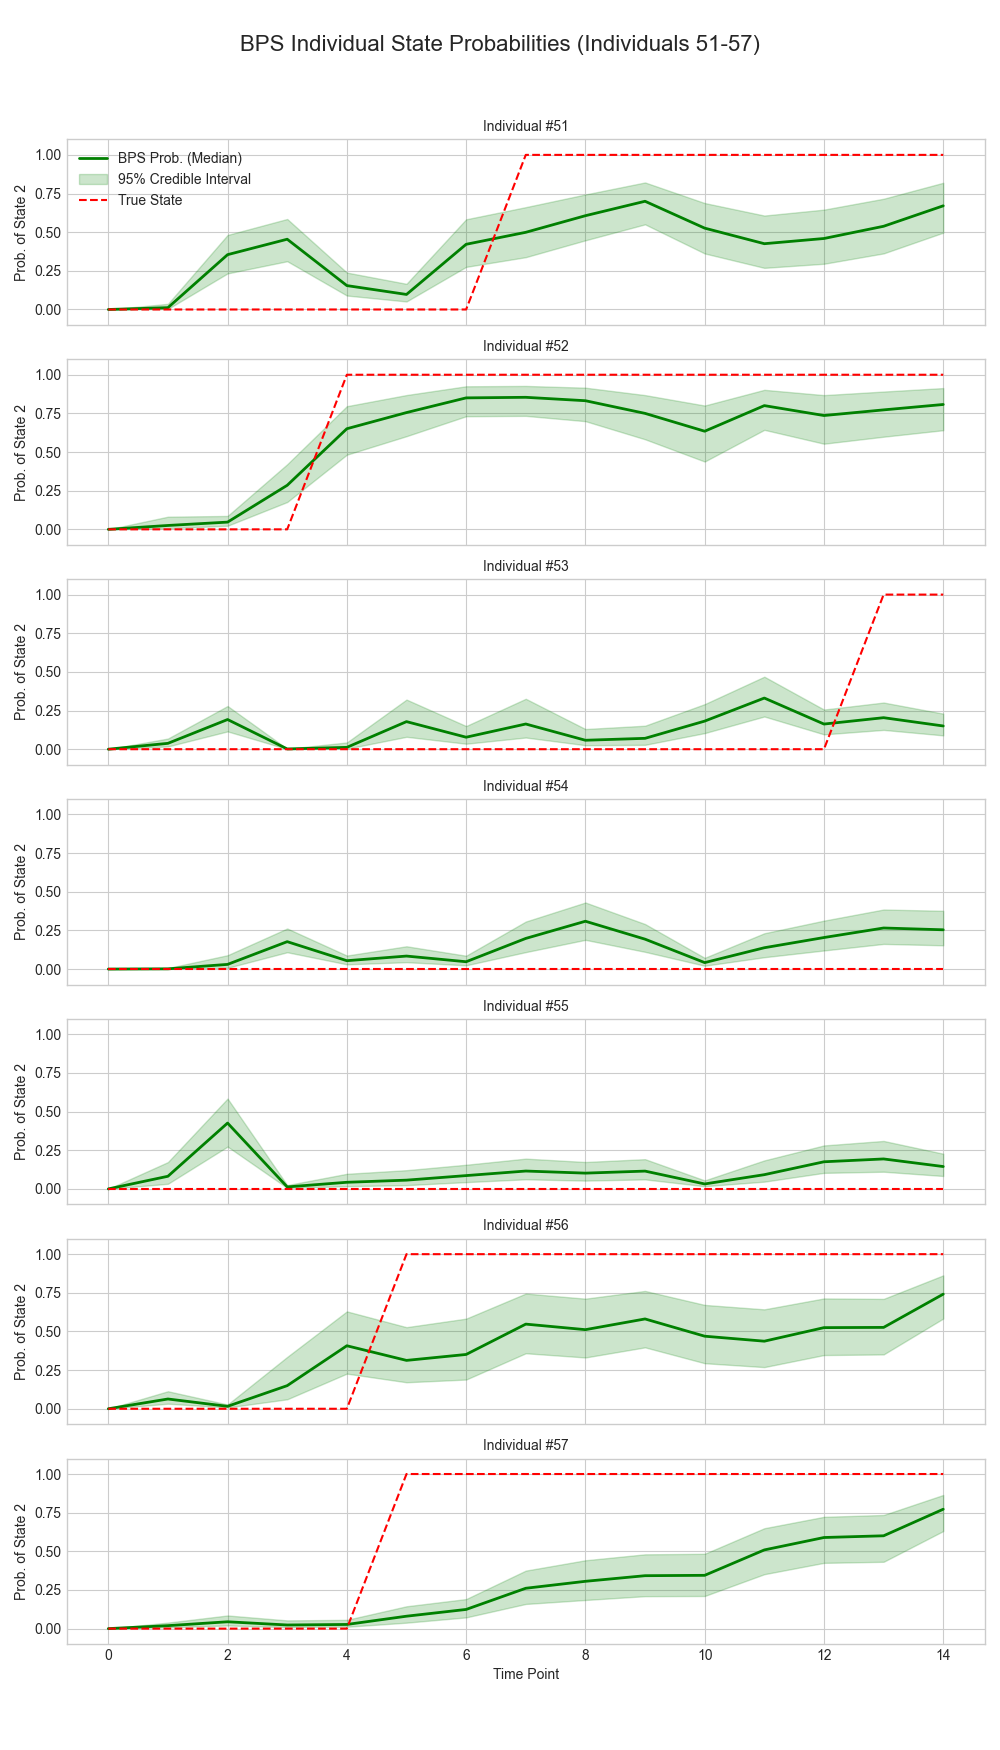 BPS Individual State Probabilities (Individuals 51-57)
Individual #51
BPS Prob. (Median)
95% Credible Interval
True State
Prob. of State 2
1.00
0.75
0.50
0.25
0.00
Individual #52
Prob. of State 2
1.00
0.75
0.50
0.25
0.00
Individual #53
Prob. of State 2
1.00
0.75
0.50
0.25
0.00
Individual #54
Prob. of State 2
1.00
0.75
0.50
0.25
0.00
Individual #55
Prob. of State 2
1.00
0.75
0.50
0.25
0.00
Individual #56
Prob. of State 2
1.00
0.75
0.50
0.25
0.00
Individual #57
Prob. of State 2
1.00
0.75
0.50
0.25
0.00
0 2 4 6 8 10 12 14
Time Point